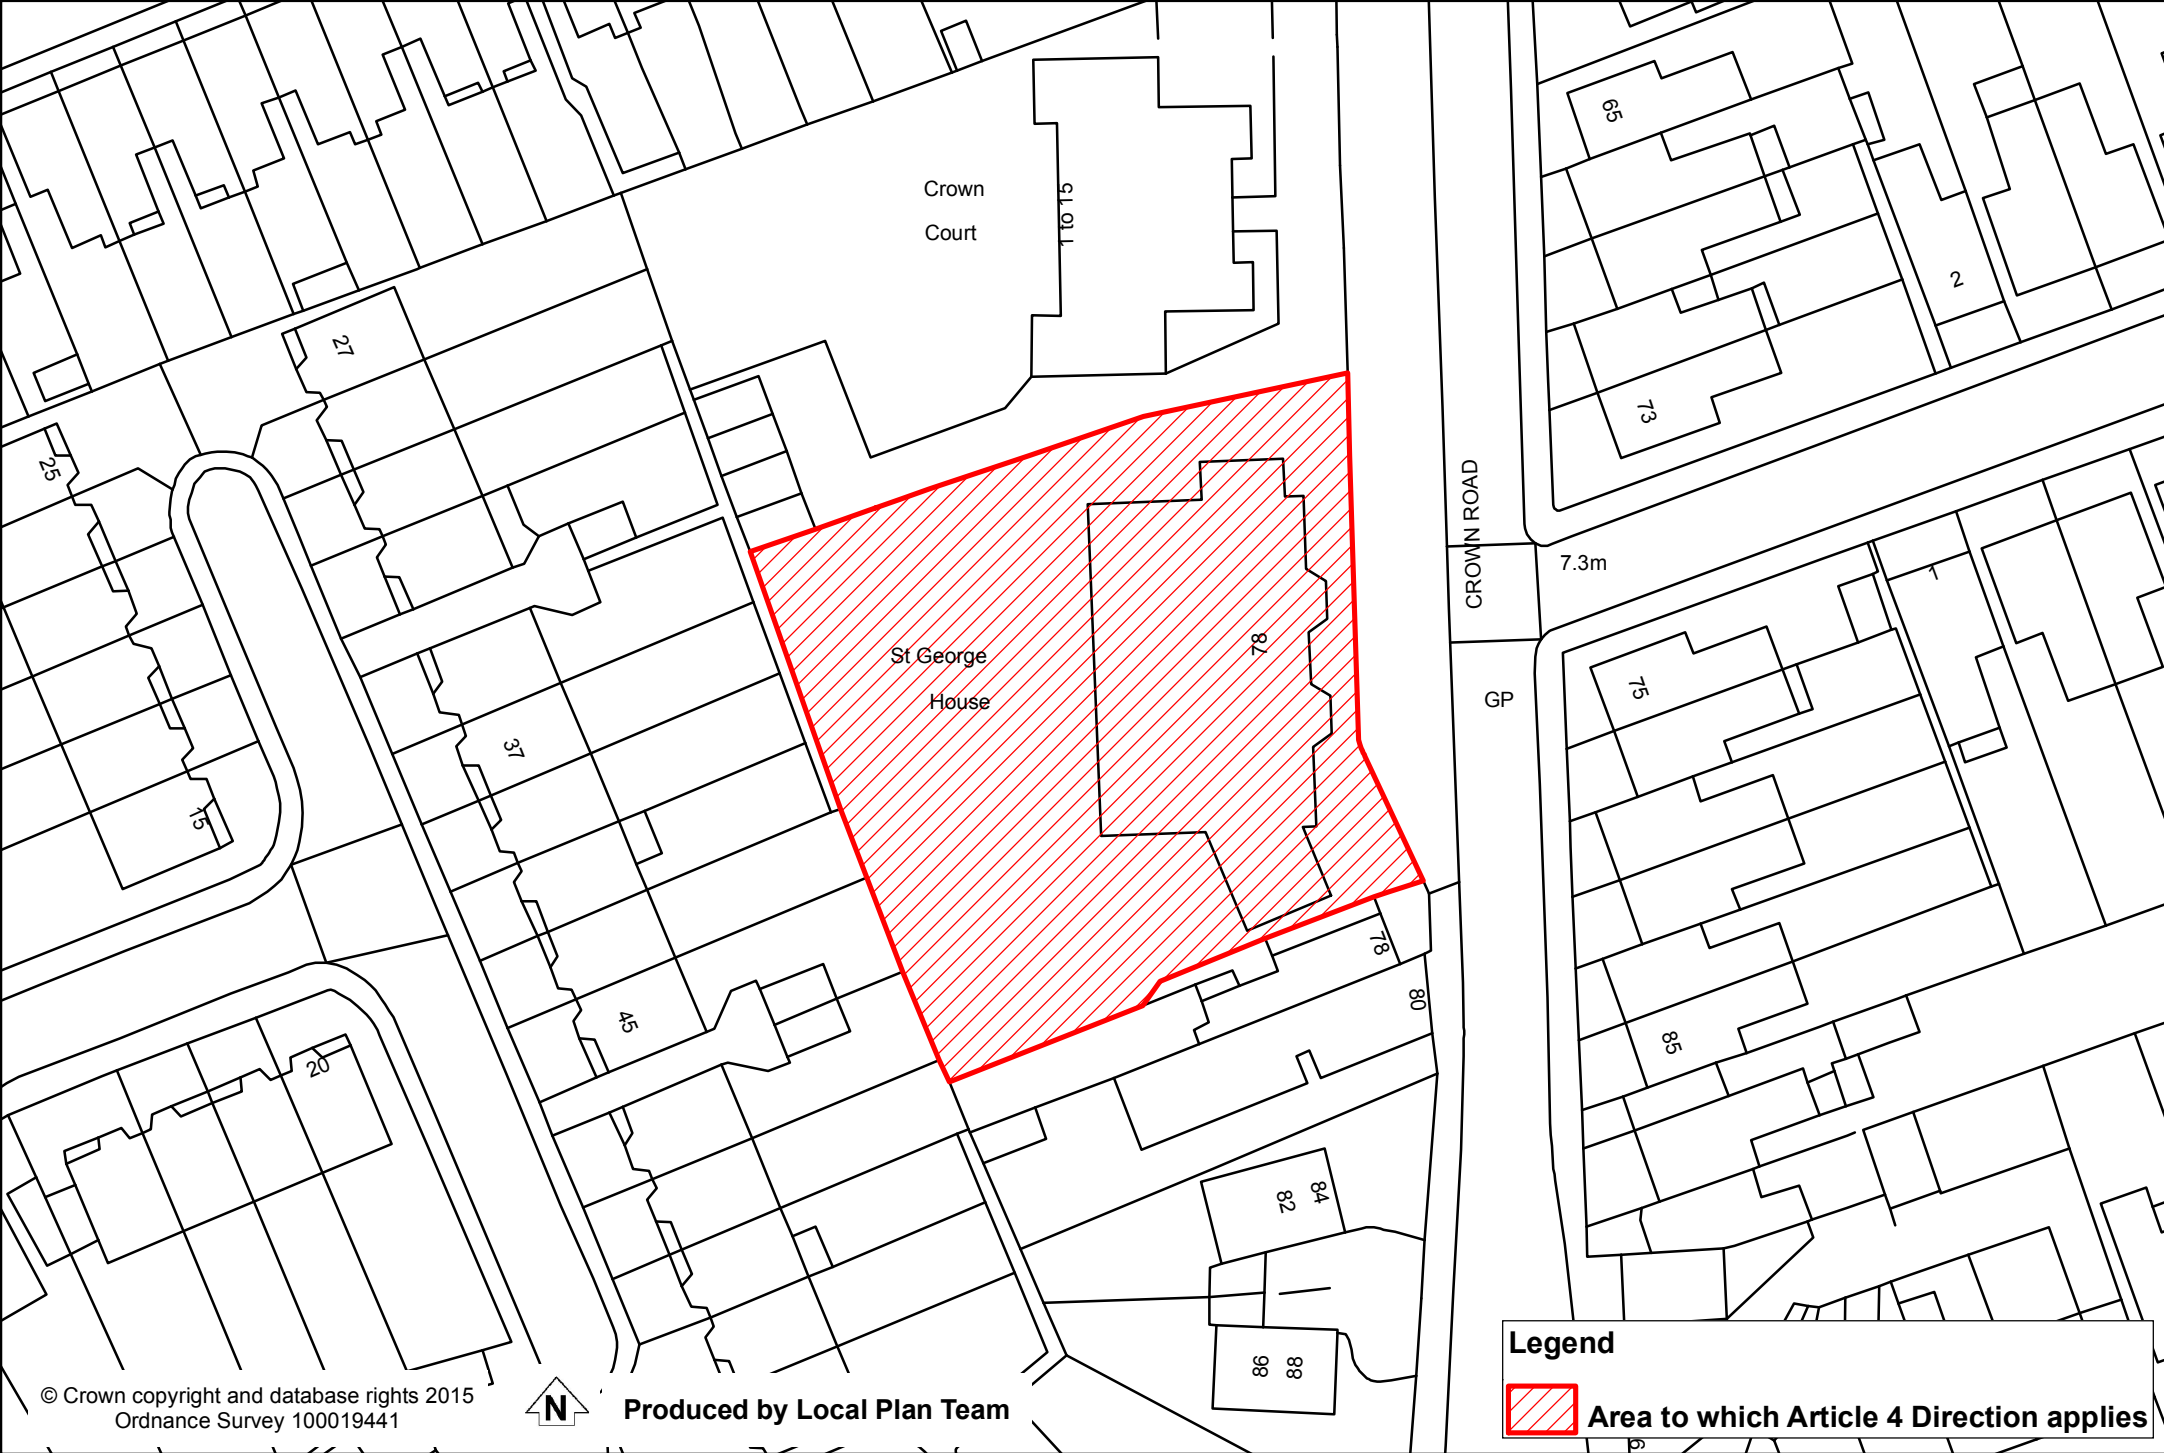 65
Crown
Court
1 to 15
2
27
73
25
CROWN ROAD
7.3m
1
78
St George
House
GP
75
37
15
78
80
45
85
20
82
84
86
88
Legend
Area to which Article 4 Direction applies
© Crown copyright and database rights 2015
Ordnance Survey 100019441
N
Produced by Local Plan Team